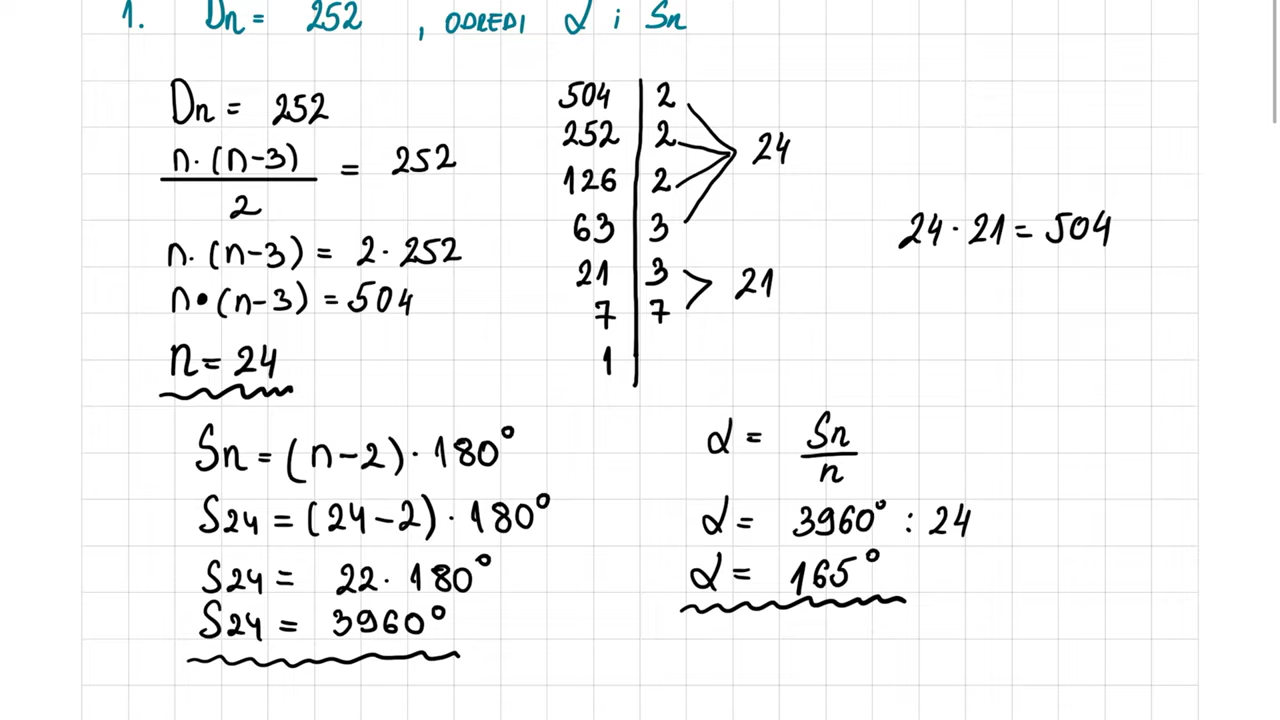 1. Dn = 252 , ODREDI α i Sn
Dn = 252
n·(n-3)
2
= 252
n·(n-3) = 2·252
n•(n-3) = 504
n = 24
504 | 2
252 | 2
126 | 2
63 | 3
21 | 3
7 | 7
1
24
21
24·21 = 504
Sn = (n-2)·180°
S24 = (24-2)·180°
S24 = 22·180°
S24 = 3960°
α = Sn
n
α = 3960° : 24
α = 165°